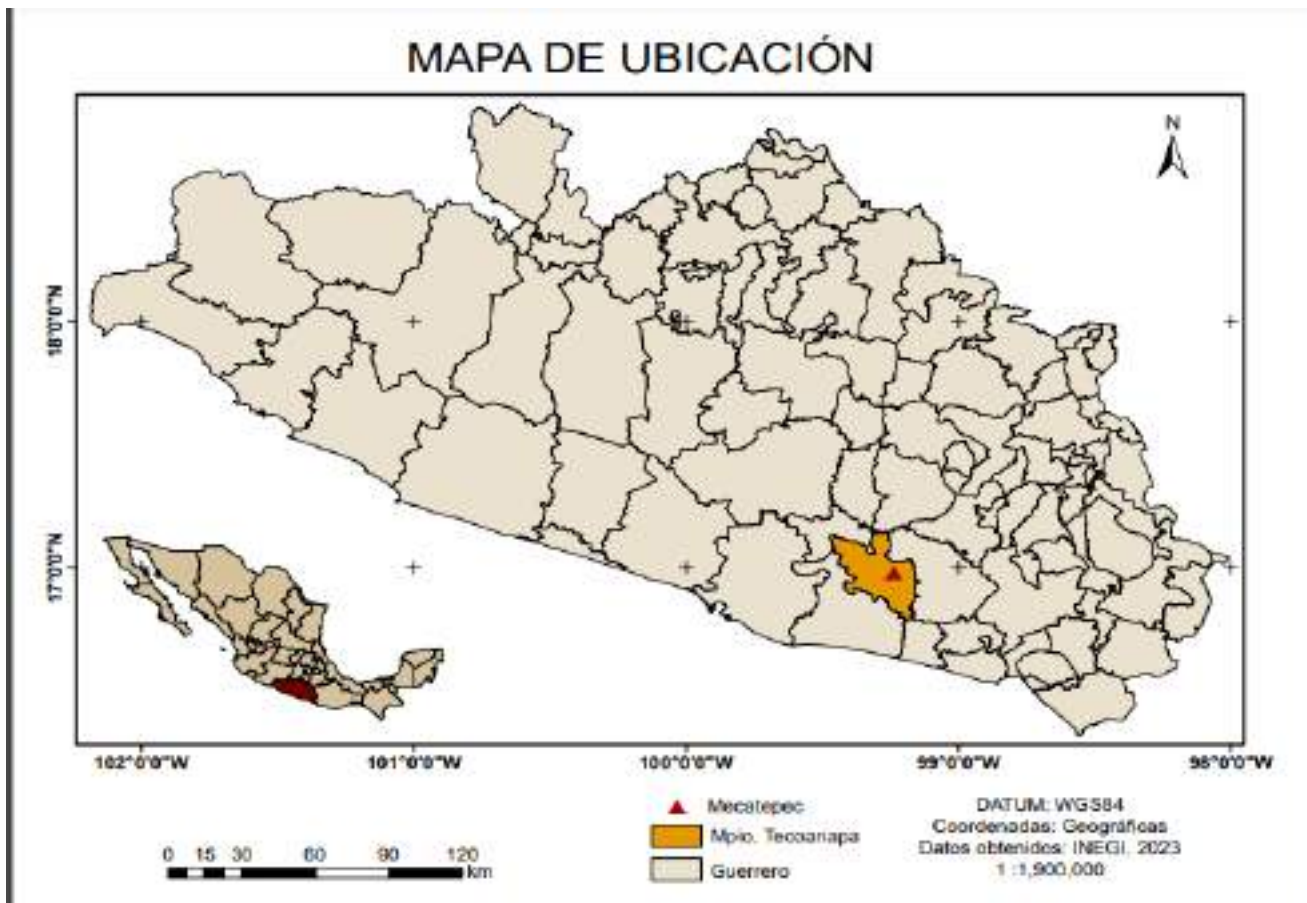 MAPA DE UBICACIÓN
N
18°0'0"N
17°0'0"N
102°0'0"W
101°0'0"W
100°0'0"W
99°0'0"W
98°0'0"W
0 15 30 60 90 120
km
Mecatepec
Mpio. Tecoanapa
Guerrero
DATUM: WGS84
Coordenadas: Geográficas
Datos obtenidos: INEGI, 2023
1 :1,900,000